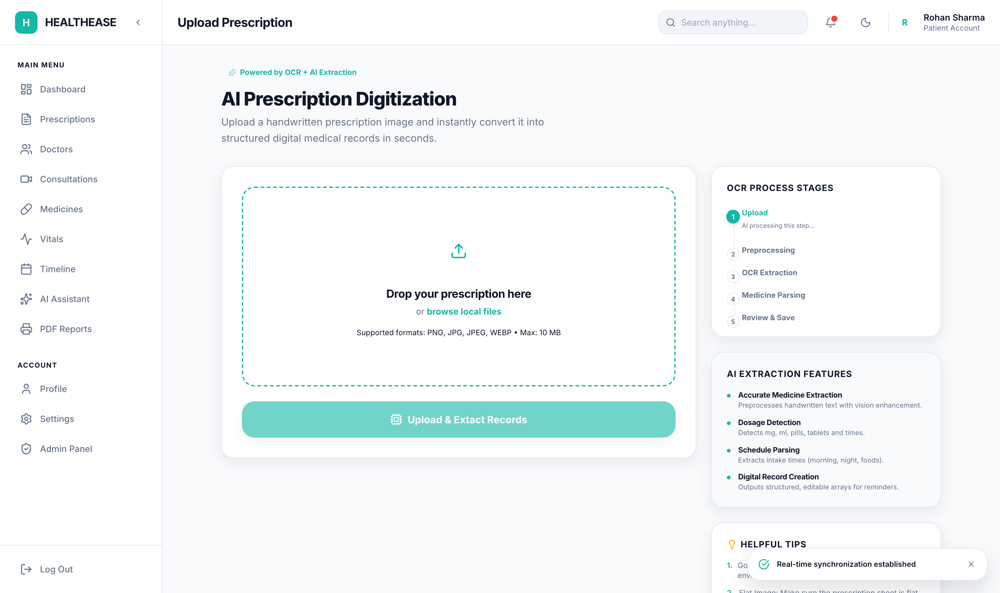 H HEALTHEASE
Upload Prescription
Search anything...
R
Rohan Sharma
Patient Account
MAIN MENU
Dashboard
Prescriptions
Doctors
Consultations
Medicines
Vitals
Timeline
AI Assistant
PDF Reports
ACCOUNT
Profile
Settings
Admin Panel
Log Out
Powered by OCR + AI Extraction
AI Prescription Digitization
Upload a handwritten prescription image and instantly convert it into
structured digital medical records in seconds.
Drop your prescription here
or browse local files
Supported formats: PNG, JPG, JPEG, WEBP • Max: 10 MB
Upload & Extact Records
OCR PROCESS STAGES
1 Upload
AI processing this step...
2 Preprocessing
3 OCR Extraction
4 Medicine Parsing
5 Review & Save
AI EXTRACTION FEATURES
Accurate Medicine Extraction
Preprocesses handwritten text with vision enhancement.
Dosage Detection
Detects mg, ml, pills, tablets and times.
Schedule Parsing
Extracts intake times (morning, night, foods).
Digital Record Creation
Outputs structured, editable arrays for reminders.
HELPFUL TIPS
1.
2. Flat Image: Make sure the prescription sheet is flat
Real-time synchronization established